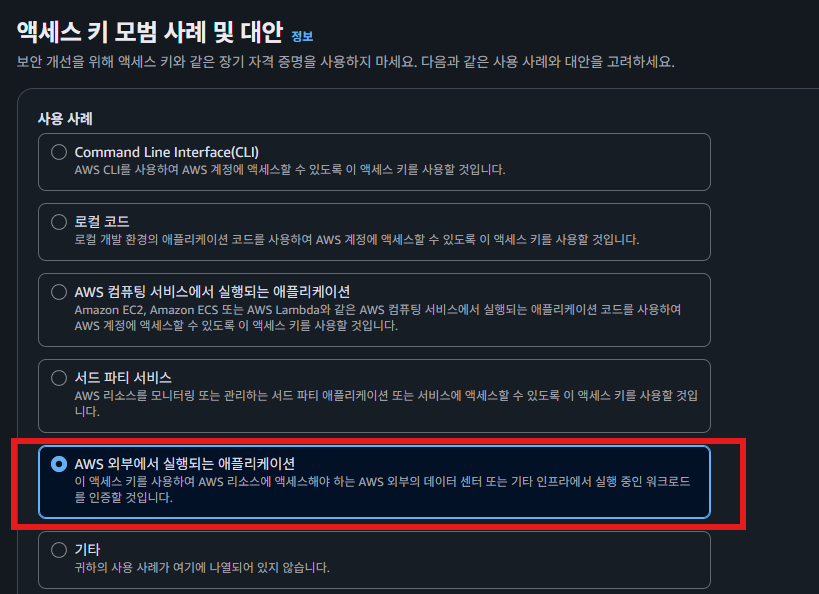 액세스 키 모범 사례 및 대안 정보
보안 개선을 위해 액세스 키와 같은 장기 자격 증명을 사용하지 마세요. 다음과 같은 사용 사례와 대안을 고려하세요.
사용 사례
Command Line Interface(CLI)
AWS CLI를 사용하여 AWS 계정에 액세스할 수 있도록 이 액세스 키를 사용할 것입니다.
로컬 코드
로컬 개발 환경의 애플리케이션 코드를 사용하여 AWS 계정에 액세스할 수 있도록 이 액세스 키를 사용할 것입니다.
AWS 컴퓨팅 서비스에서 실행되는 애플리케이션
Amazon EC2, Amazon ECS 또는 AWS Lambda와 같은 AWS 컴퓨팅 서비스에서 실행되는 애플리케이션 코드를 사용하여
AWS 계정에 액세스할 수 있도록 이 액세스 키를 사용할 것입니다.
서드 파티 서비스
AWS 리소스를 모니터링 또는 관리하는 서드 파티 애플리케이션 또는 서비스에 액세스할 수 있도록 이 액세스 키를 사용할 것입
니다.
AWS 외부에서 실행되는 애플리케이션
이 액세스 키를 사용하여 AWS 리소스에 액세스해야 하는 AWS 외부의 데이터 센터 또는 기타 인프라에서 실행 중인 워크로드
를 인증할 것입니다.
기타
귀하의 사용 사례가 여기에 나열되어 있지 않습니다.